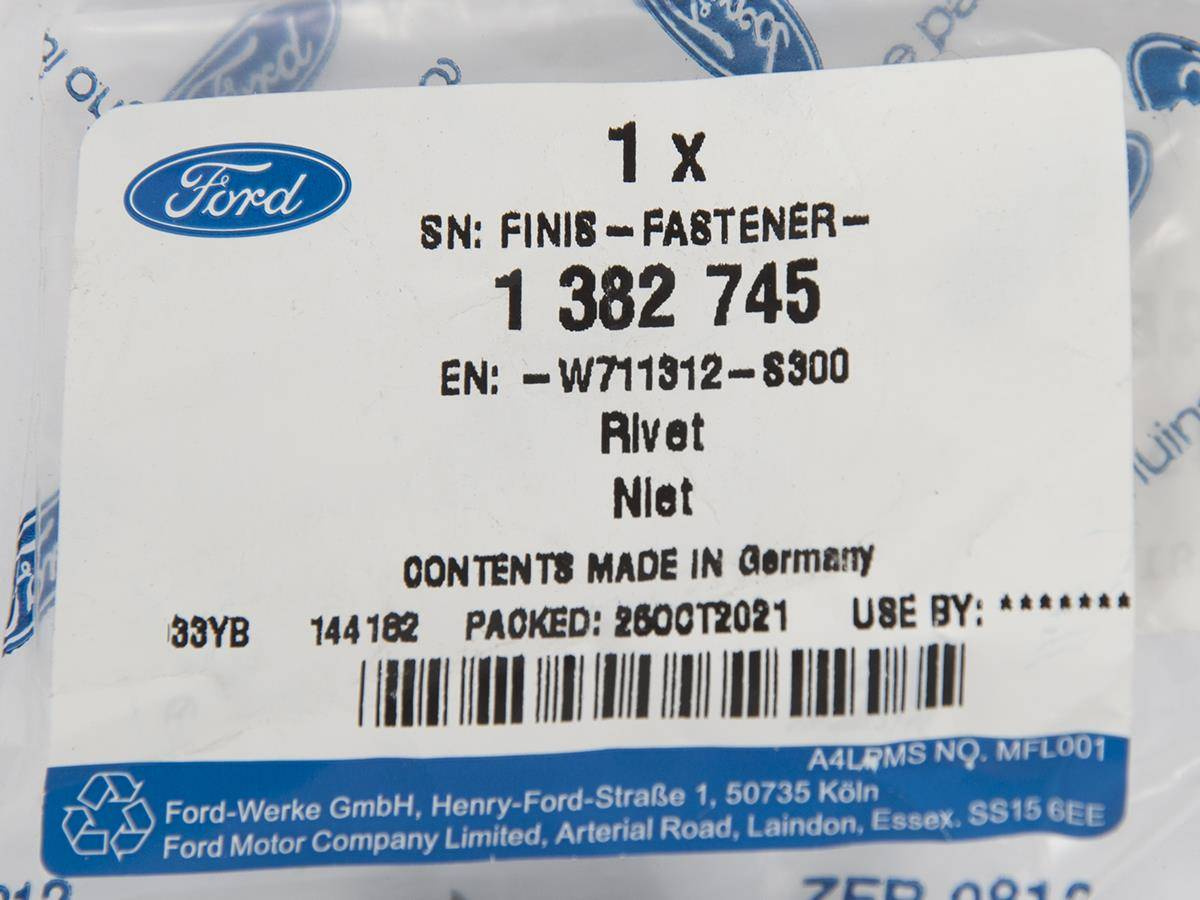 Ford
1 x
SN: FINIS-FASTENER-
1 382 745
EN: -W711312-S300
Rivet
Niet
CONTENTS MADE IN Germany
33YB 144162 PACKED: 26OCT2021 USE BY: *******
A4LRMS NO. MFL001
Ford-Werke GmbH, Henry-Ford-Straße 1, 50735 Köln
Ford Motor Company Limited, Arterial Road, Laindon, Essex. SS15 6EE